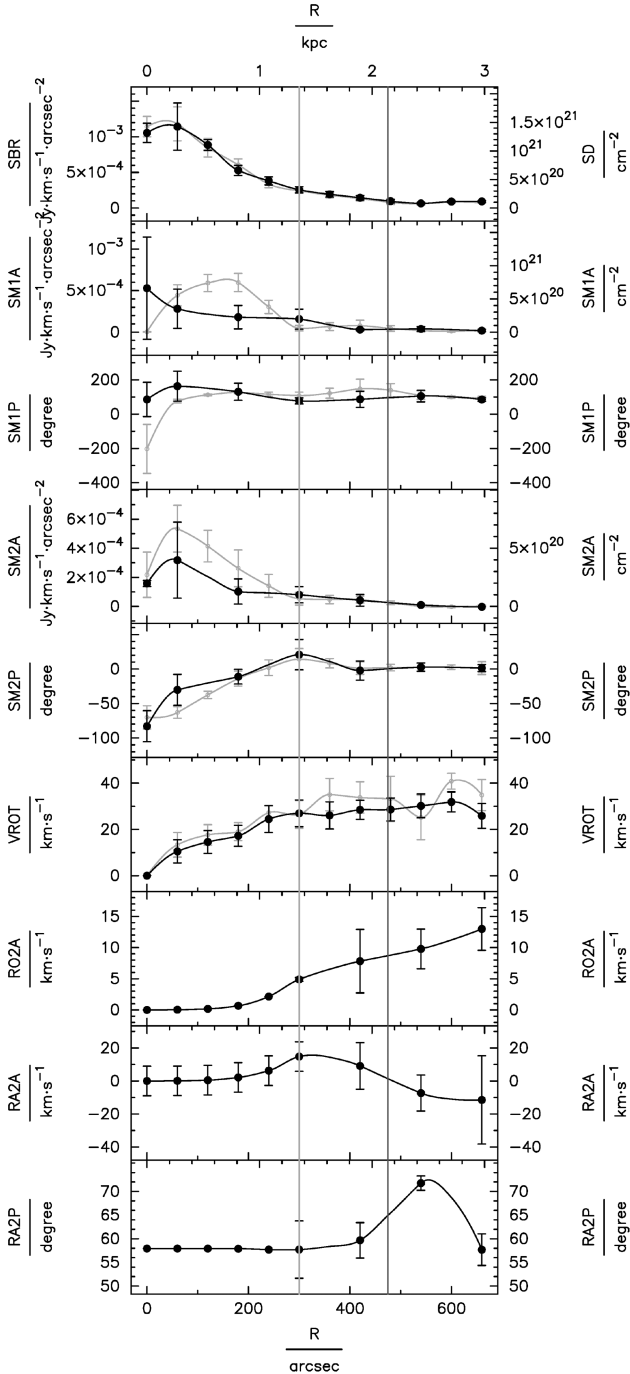 R
kpc
0 1 2 3
SBR
Jy·km·s⁻¹·arcsec⁻²
10⁻³
5×10⁻⁴
0
1.5×10²¹
10²¹
5×10²⁰
0
SD
cm⁻²
SM1A
Jy·km·s⁻¹·arcsec⁻²
10⁻³
5×10⁻⁴
0
10²¹
5×10²⁰
0
SM1A
cm⁻²
SM1P
degree
200
0
−200
−400
200
0
−200
−400
SM1P
degree
SM2A
Jy·km·s⁻¹·arcsec⁻²
6×10⁻⁴
4×10⁻⁴
2×10⁻⁴
0
5×10²⁰
0
SM2A
cm⁻²
SM2P
degree
0
−50
−100
0
−50
−100
SM2P
degree
VROT
km·s⁻¹
40
20
0
40
20
0
VROT
km·s⁻¹
RO2A
km·s⁻¹
15
10
5
0
15
10
5
0
RO2A
km·s⁻¹
RA2A
km·s⁻¹
20
0
−20
−40
20
0
−20
−40
RA2A
km·s⁻¹
RA2P
degree
70
65
60
55
50
70
65
60
55
50
RA2P
degree
0 200 400 600
R
arcsec